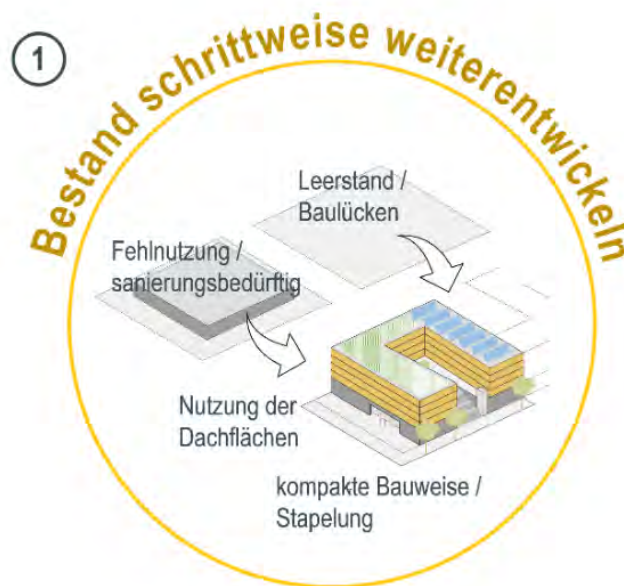 1
Bestand schrittweise weiterentwickeln
Leerstand /
Baulücken
Fehlnutzung /
sanierungsbedürftig
Nutzung der
Dachflächen
kompakte Bauweise /
Stapelung